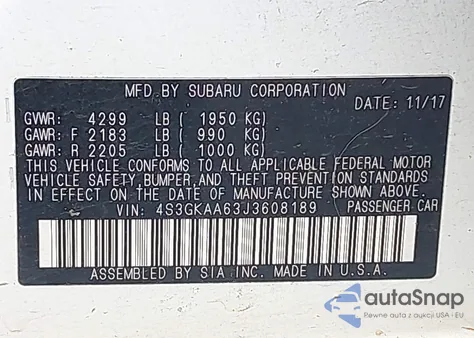 MFD BY SUBARU CORPORATION
DATE: 11/17
GVWR: 4299 LB ( 1950 KG)
GAWR: F 2183 LB ( 990 KG)
GAWR: R 2205 LB ( 1000 KG)
THIS VEHICLE CONFORMS TO ALL APPLICABLE FEDERAL MOTOR
VEHICLE SAFETY, BUMPER, AND THEFT PREVENTION STANDARDS
IN EFFECT ON THE DATE OF MANUFACTURE SHOWN ABOVE.
VIN: 4S3GKAA63J3608189 PASSENGER CAR
ASSEMBLED BY SIA INC. MADE IN U.S.A.
autoSnap
Pewne auta z aukcji USA - EU